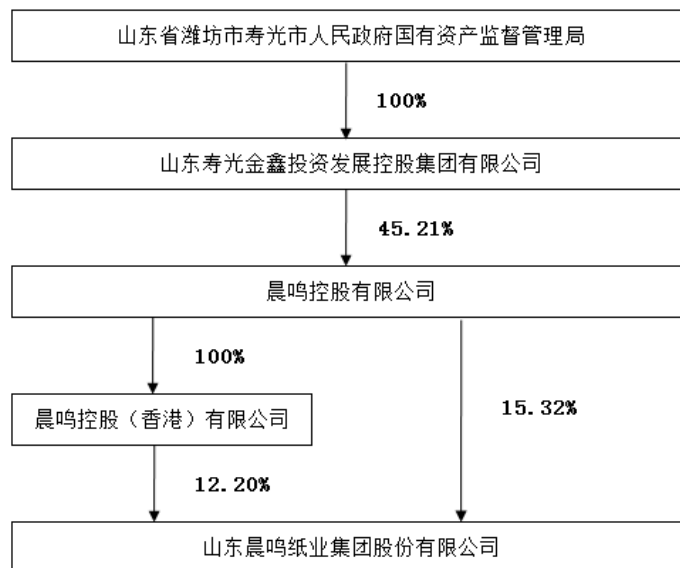 山东省潍坊市寿光市人民政府国有资产监督管理局
100%
山东寿光金鑫投资发展控股集团有限公司
45.21%
晨鸣控股有限公司
100%
15.32%
晨鸣控股（香港）有限公司
12.20%
山东晨鸣纸业集团股份有限公司